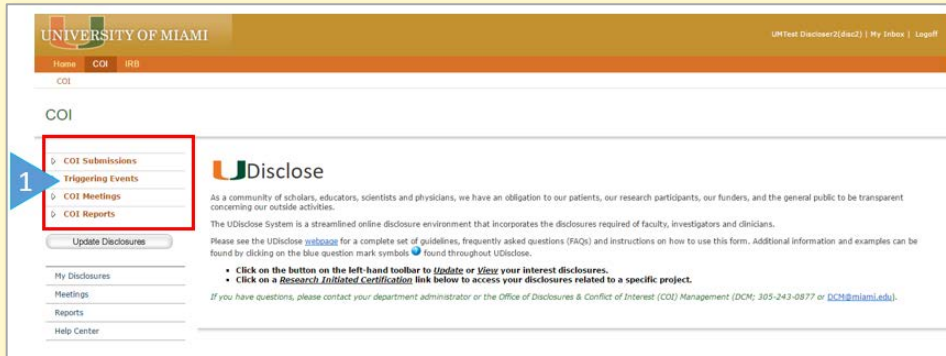 UNIVERSITY OF MIAMI
UMTest Discloser2(disc2) | My Inbox | Logoff
Home COI IRB
COI
COI
COI Submissions
Triggering Events
COI Meetings
COI Reports
1
Update Disclosures
My Disclosures
Meetings
Reports
Help Center
UDisclose
As a community of scholars, educators, scientists and physicians, we have an obligation to our patients, our research participants, our funders, and the general public to be transparent
concerning our outside activities.
The UDisclose System is a streamlined online disclosure environment that incorporates the disclosures required of faculty, investigators and clinicians.
Please see the UDisclose webpage for a complete set of guidelines, frequently asked questions (FAQs) and instructions on how to use this form. Additional information and examples can be
found by clicking on the blue question mark symbols found throughout UDisclose.
• Click on the button on the left-hand toolbar to Update or View your interest disclosures.
• Click on a Research Initiated Certification link below to access your disclosures related to a specific project.
If you have questions, please contact your department administrator or the Office of Disclosures & Conflict of Interest (COI) Management (DCM; 305-243-0877 or DCM@miami.edu).